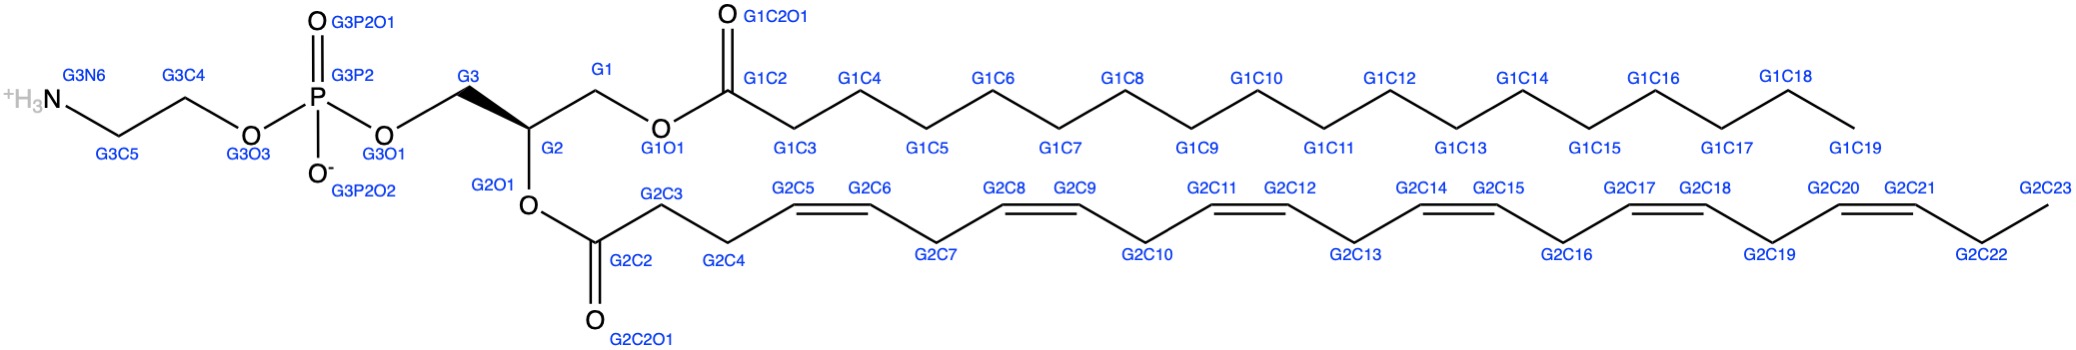 O G3P2O1
O G1C2O1
G3N6 G3C4 G3P2 G3 G1 G1C2 G1C4 G1C6 G1C8 G1C10 G1C12 G1C14 G1C16 G1C18
+H3N P
O O O
G3C5 G3O3 G3O1 G2 G1O1 G1C3 G1C5 G1C7 G1C9 G1C11 G1C13 G1C15 G1C17 G1C19
O- G3P2O2
G2O1 G2C3 G2C5 G2C6 G2C8 G2C9 G2C11 G2C12 G2C14 G2C15 G2C17 G2C18 G2C20 G2C21 G2C23
O
G2C2 G2C4 G2C7 G2C10 G2C13 G2C16 G2C19 G2C22
O
G2C2O1